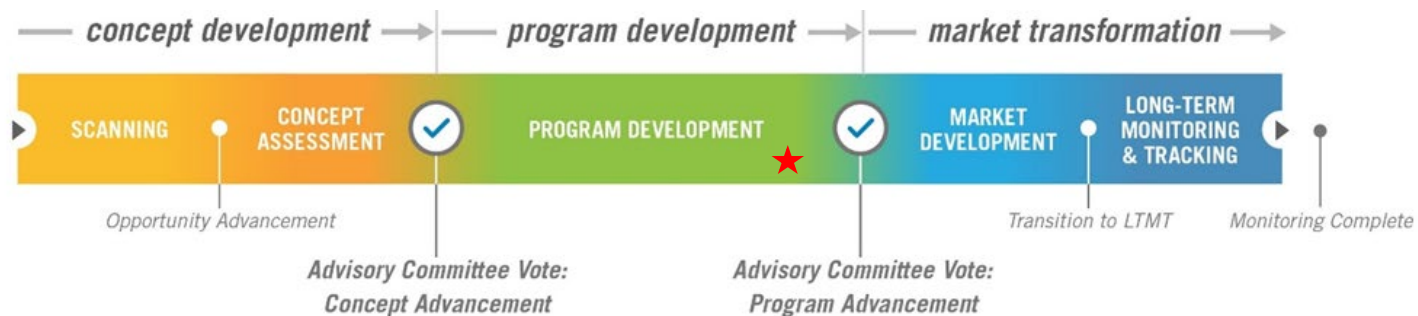 concept development
program development
market transformation
SCANNING
CONCEPT
ASSESSMENT
PROGRAM DEVELOPMENT
MARKET
DEVELOPMENT
LONG-TERM
MONITORING
& TRACKING
Opportunity Advancement
Transition to LTMT
Monitoring Complete
Advisory Committee Vote:
Concept Advancement
Advisory Committee Vote:
Program Advancement